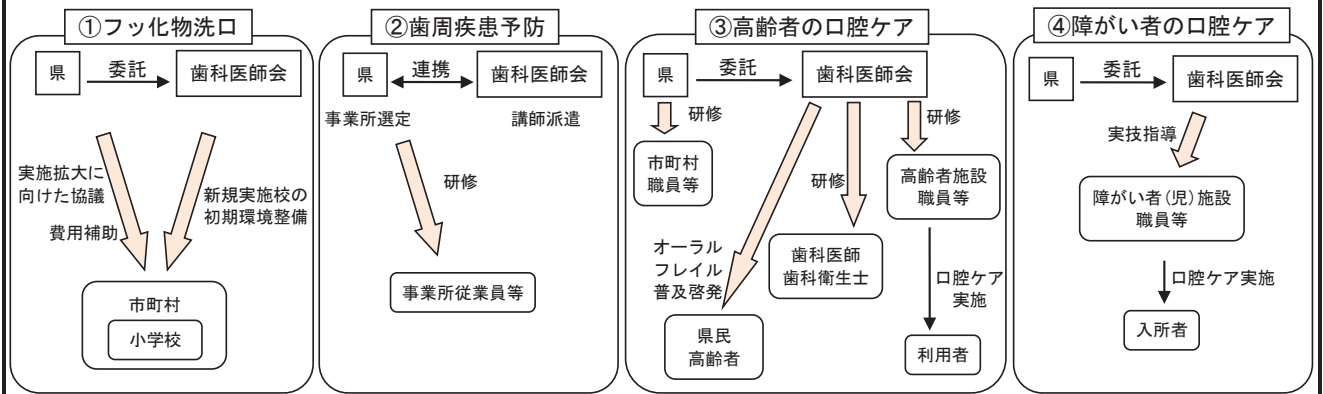 ①フッ化物洗口
県
委託
歯科医師会
実施拡大に
向けた協議
費用補助
新規実施校の
初期環境整備
市町村
小学校
②歯周疾患予防
県
連携
歯科医師会
事業所選定
講師派遣
研修
事業所従業員等
③高齢者の口腔ケア
県
委託
歯科医師会
研修
市町村
職員等
オーラル
フレイル
普及啓発
県民
高齢者
研修
歯科医師
歯科衛生士
研修
高齢者施設
職員等
口腔ケア
実施
利用者
④障がい者の口腔ケア
県
委託
歯科医師会
実技指導
障がい者(児)施設
職員等
口腔ケア実施
入所者